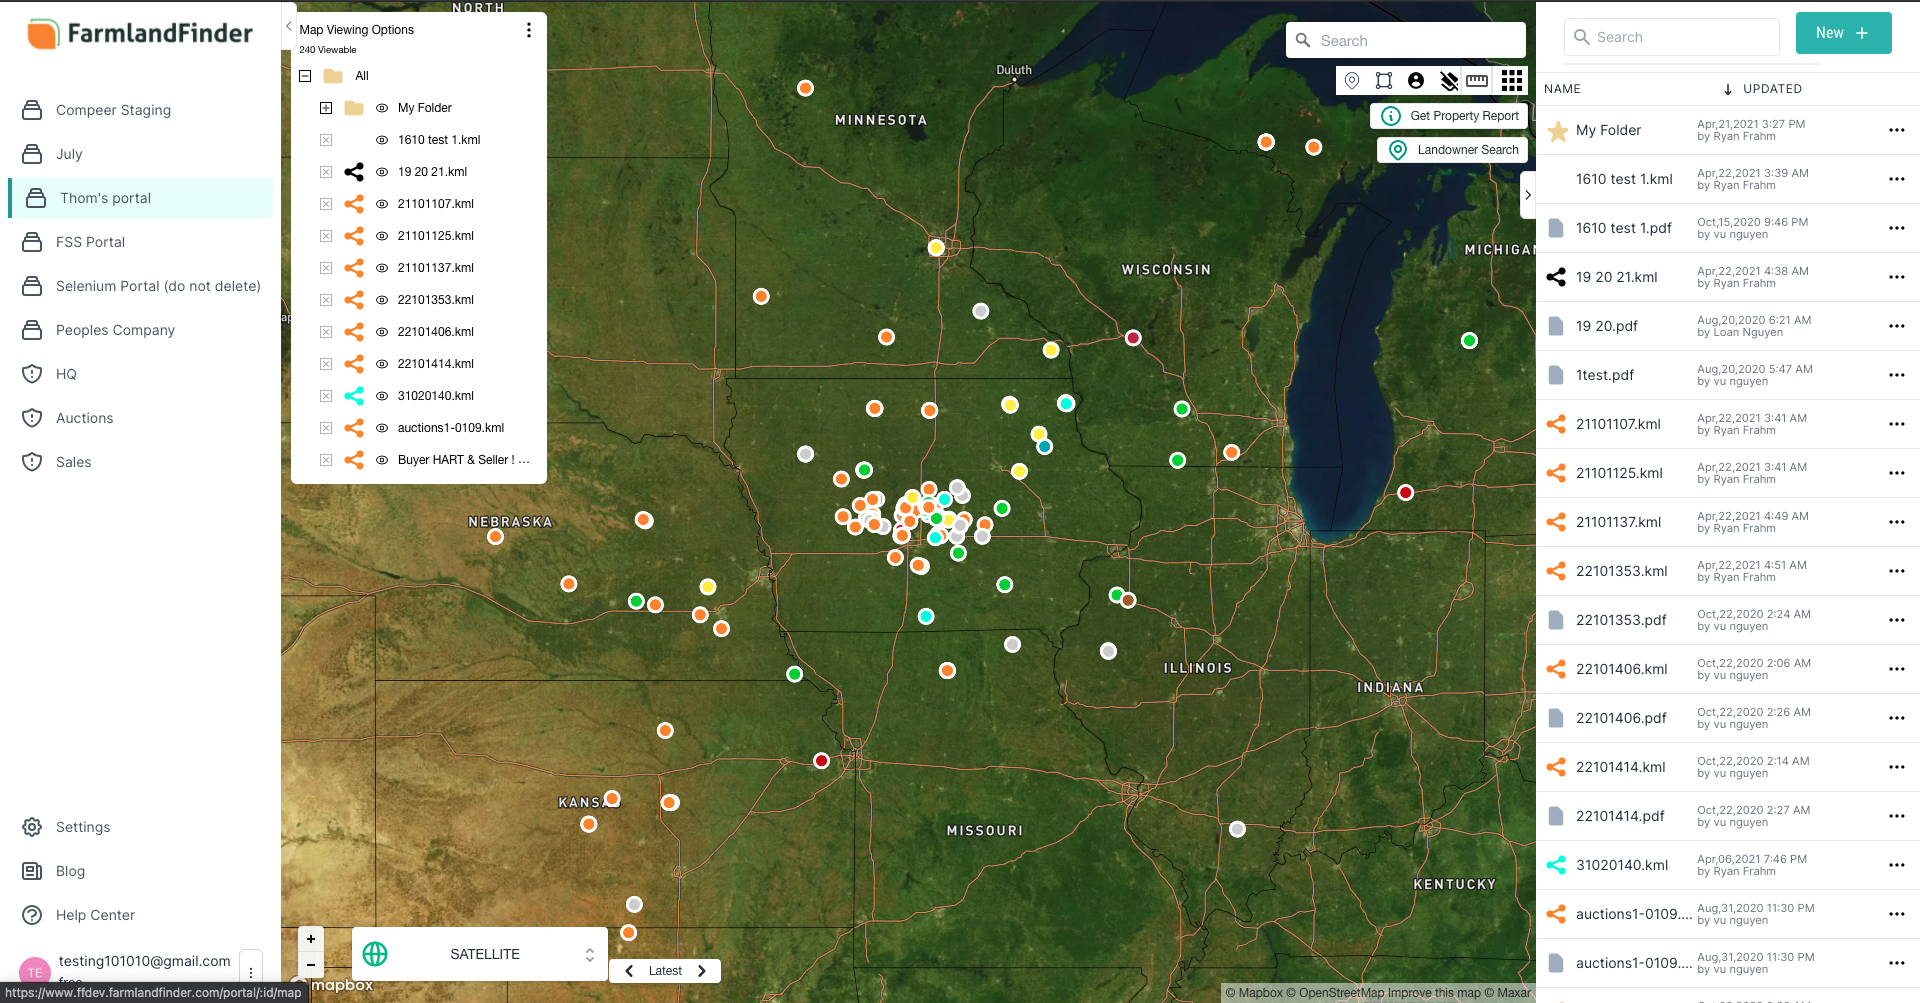 FarmlandFinder
Compeer Staging
July
Thom's portal
FSS Portal
Selenium Portal (do not delete)
Peoples Company
HQ
Auctions
Sales
Settings
Blog
Help Center
TE
testing101010@gmail.com
https://www.ffdev.farmlandfinder.com/portal/:id/map
Map Viewing Options
240 Viewable
All
My Folder
1610 test 1.kml
19 20 21.kml
21101107.kml
21101125.kml
21101137.kml
22101353.kml
22101406.kml
22101414.kml
31020140.kml
auctions1-0109.kml
Buyer HART & Seller ! ...
NORTH
Duluth
MINNESOTA
WISCONSIN
MICHIGAN
NEBRASKA
ILLINOIS
INDIANA
KANSAS
MISSOURI
KENTUCKY
Search
Get Property Report
Landowner Search
+
−
SATELLITE
Latest
mapbox
© Mapbox © OpenStreetMap Improve this map © Maxar
Search
New +
NAME
UPDATED
My Folder
Apr,21,2021 3:27 PM
by Ryan Frahm
1610 test 1.kml
Apr,22,2021 3:39 AM
by Ryan Frahm
1610 test 1.pdf
Oct,15,2020 9:46 PM
by vu nguyen
19 20 21.kml
Apr,22,2021 4:38 AM
by Ryan Frahm
19 20.pdf
Aug,20,2020 6:21 AM
by Loan Nguyen
1test.pdf
Aug,20,2020 5:47 AM
by vu nguyen
21101107.kml
Apr,22,2021 3:41 AM
by Ryan Frahm
21101125.kml
Apr,22,2021 3:41 AM
by Ryan Frahm
21101137.kml
Apr,22,2021 4:49 AM
by Ryan Frahm
22101353.kml
Apr,22,2021 4:51 AM
by Ryan Frahm
22101353.pdf
Oct,22,2020 2:24 AM
by vu nguyen
22101406.kml
Oct,22,2020 2:06 AM
by vu nguyen
22101406.pdf
Oct,22,2020 2:26 AM
by vu nguyen
22101414.kml
Oct,22,2020 2:14 AM
by vu nguyen
22101414.pdf
Oct,22,2020 2:27 AM
by vu nguyen
31020140.kml
Apr,06,2021 7:46 PM
by Ryan Frahm
auctions1-0109....
Aug,31,2020 11:30 PM
by vu nguyen
auctions1-0109....
Aug,31,2020 11:30 PM
by vu nguyen